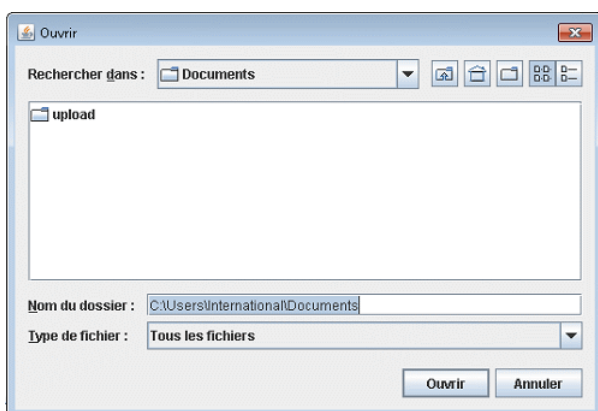 Ouvrir
Rechercher dans : Documents
upload
Nom du dossier : C:\Users\International\Documents
Type de fichier : Tous les fichiers
Ouvrir Annuler